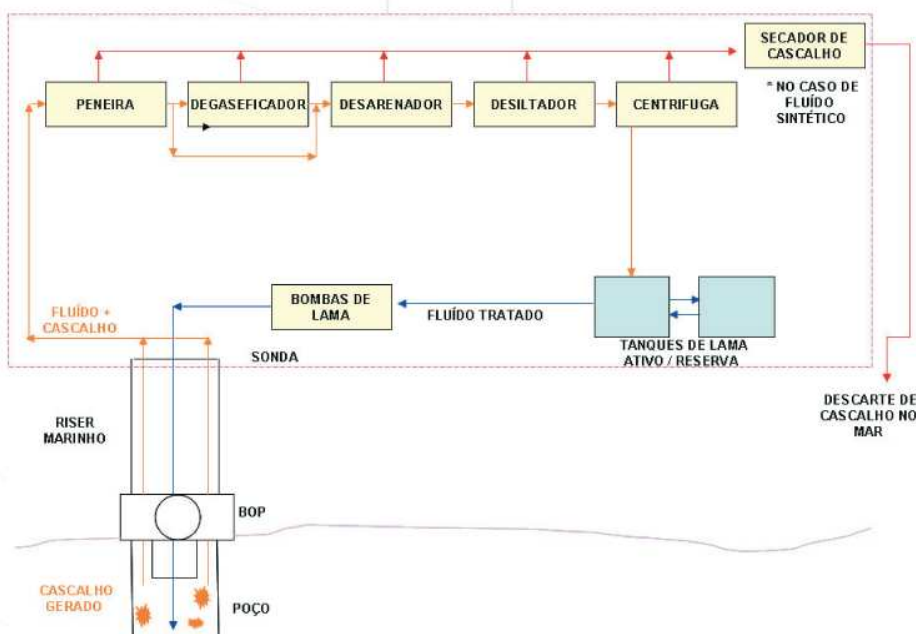 SECADOR DE
CASCALHO
PENEIRA
DEGASEFICADOR
DESARENADOR
DESILTADOR
CENTRIFUGA
* NO CASO DE
FLUÍDO
SINTÉTICO
BOMBAS DE
LAMA
FLUÍDO TRATADO
FLUÍDO +
CASCALHO
SONDA
TANQUES DE LAMA
ATIVO / RESERVA
DESCARTE DE
CASCALHO NO
MAR
RISER
MARINHO
BOP
CASCALHO
GERADO
POÇO